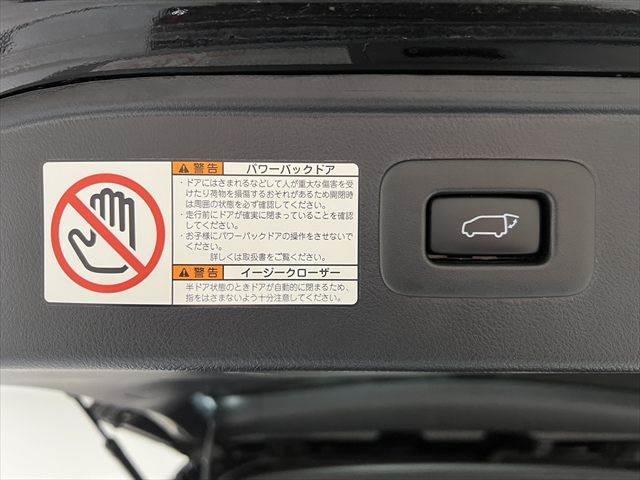 警告 パワーバックドア
・ドアにはさまれるなどして人が重大な傷害を受
けたり荷物を損傷するおそれがあるため開閉時
は周囲の状態を必ず確認してください。
・走行前にドアが確実に閉まっていることを確認
してください。
・お子様にパワーバックドアの操作をさせないで
ください。
詳しくは取扱書をご覧ください。
警告 イージークローザー
半ドア状態のときドアが自動的に閉まるため、
指をはさまないよう十分注意してください。